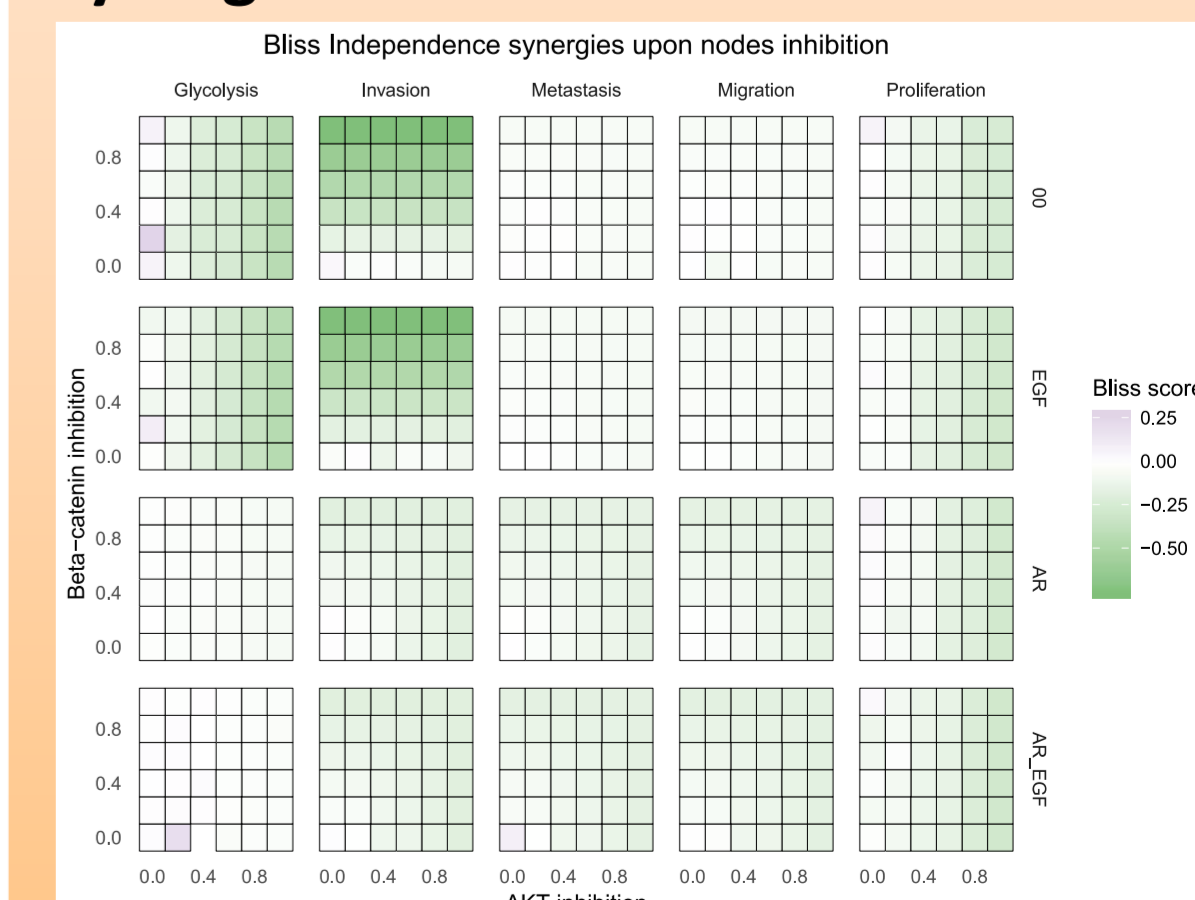 Bliss Independence synergies upon nodes inhibition
Glycolysis Invasion Metastasis Migration Proliferation
0.8
0.4
0.0
00
0.8
0.4
0.0
EGF
0.8
0.4
0.0
AR
0.8
0.4
0.0
AR_EGF
Beta−catenin inhibition
0.0 0.4 0.8 0.0 0.4 0.8 0.0 0.4 0.8 0.0 0.4 0.8 0.0 0.4 0.8
AKT inhibition
Bliss score
0.25
0.00
−0.25
−0.50